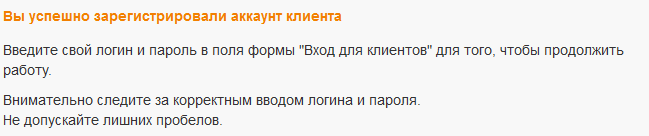 Вы успешно зарегистрировали аккаунт клиента
Введите свой логин и пароль в поля формы "Вход для клиентов" для того, чтобы продолжить
работу.
Внимательно следите за корректным вводом логина и пароля.
Не допускайте лишних пробелов.